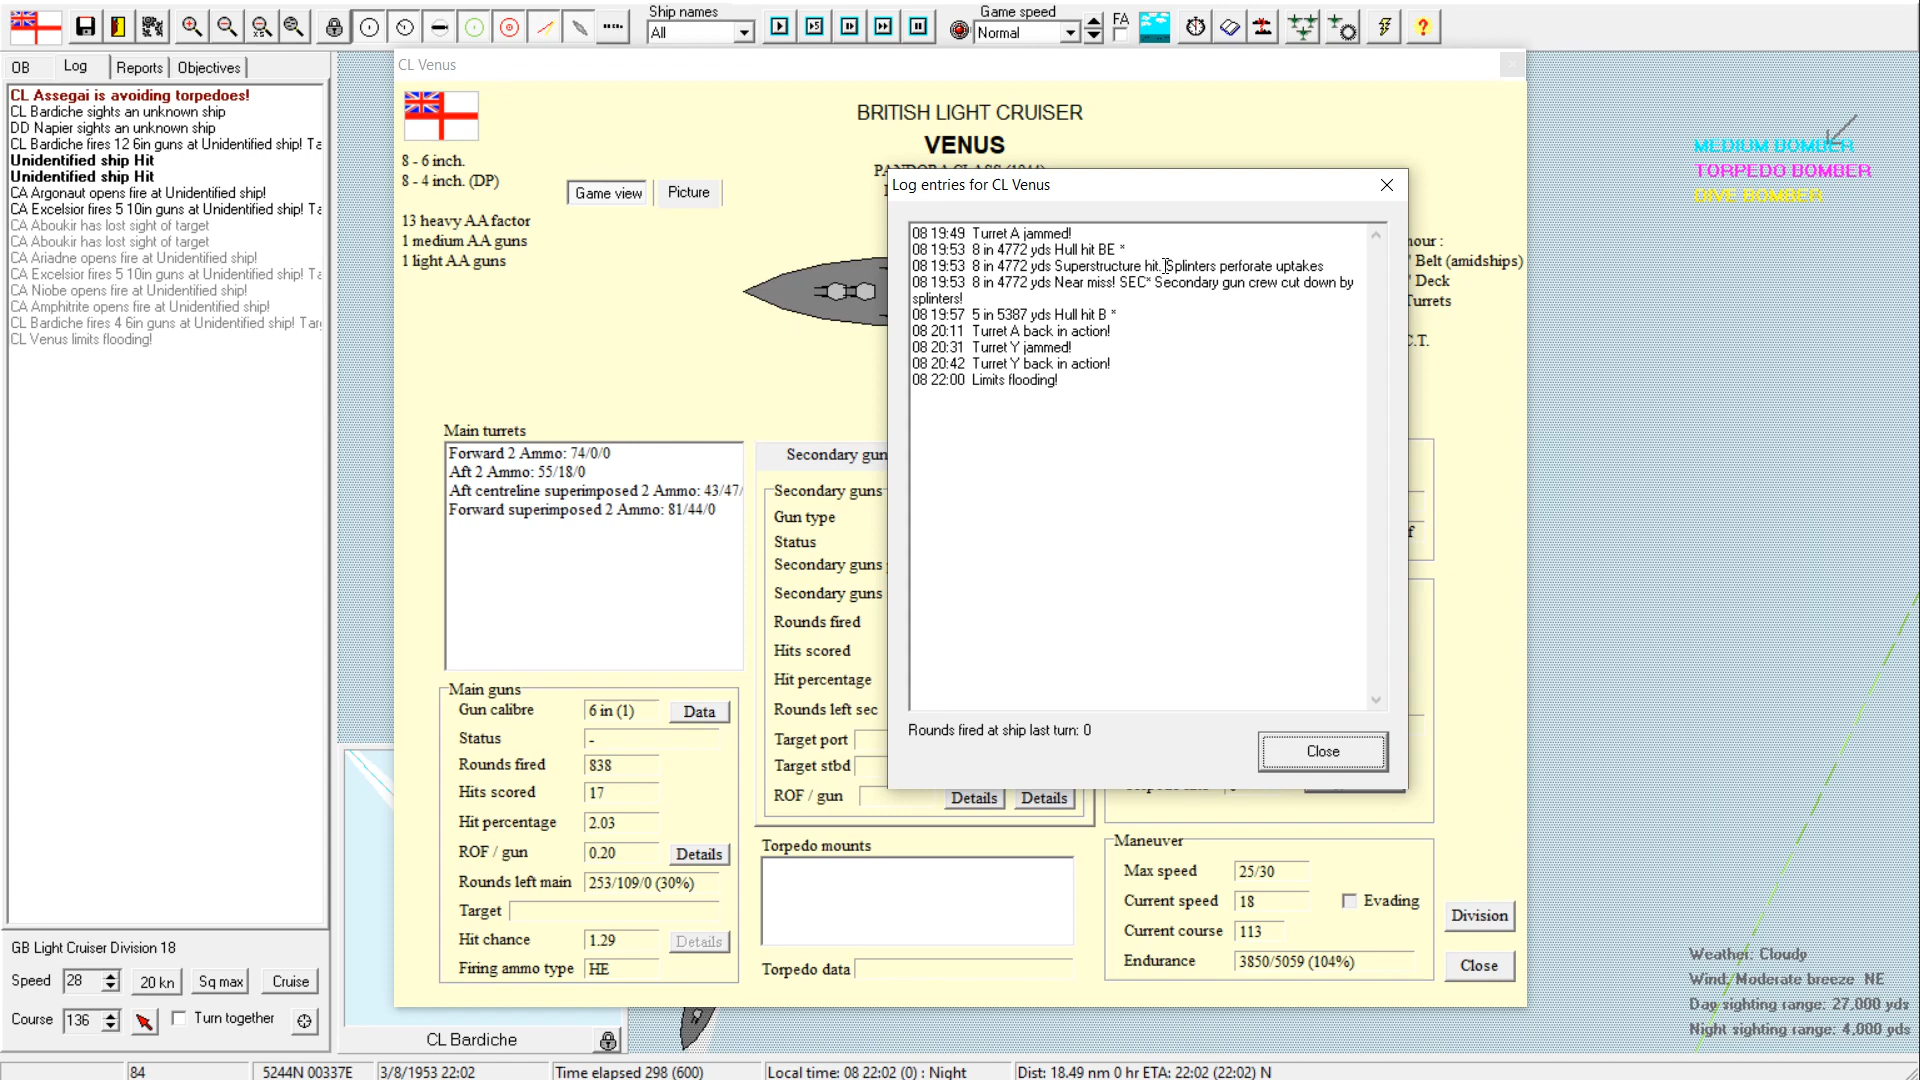 Ship names
All
Game speed
Normal
FA
OB
Log
Reports
Objectives
CL Assegai is avoiding torpedoes!
CL Bardiche sights an unknown ship
DD Napier sights an unknown ship
CL Bardiche fires 12 6in guns at Unidentified ship! Ta
Unidentified ship Hit
Unidentified ship Hit
CA Argonaut opens fire at Unidentified ship!
CA Excelsior fires 5 10in guns at Unidentified ship! Ta
CA Aboukir has lost sight of target
CA Aboukir has lost sight of target
CA Ariadne opens fire at Unidentified ship!
CA Excelsior fires 5 10in guns at Unidentified ship! Ta
CA Niobe opens fire at Unidentified ship!
CA Amphitrite opens fire at Unidentified ship!
CL Bardiche fires 4 6in guns at Unidentified ship! Tar
CL Venus limits flooding!
GB Light Cruiser Division 18
Speed 28 20 kn Sq max Cruise
Course 136 Turn together
CL Venus
BRITISH LIGHT CRUISER
VENUS
8 - 6 inch.
8 - 4 inch. (DP)
13 heavy AA factor
1 medium AA guns
1 light AA guns
Game view
Picture
our :
' Belt (amidships)
' Deck
Turrets
C.T.
Log entries for CL Venus
08 19:49 Turret A jammed!
08 19:53 8 in 4772 yds Hull hit BE *
08 19:53 8 in 4772 yds Superstructure hit. Splinters perforate uptakes
08 19:53 8 in 4772 yds Near miss! SEC* Secondary gun crew cut down by
splinters!
08 19:57 5 in 5387 yds Hull hit B *
08 20:11 Turret A back in action!
08 20:31 Turret Y jammed!
08 20:42 Turret Y back in action!
08 22:00 Limits flooding!
Rounds fired at ship last turn: 0
Close
Main turrets
Forward 2 Ammo: 74/0/0
Aft 2 Ammo: 55/18/0
Aft centreline superimposed 2 Ammo: 43/47/
Forward superimposed 2 Ammo: 81/44/0
Main guns
Gun calibre 6 in (1) Data
Status -
Rounds fired 838
Hits scored 17
Hit percentage 2.03
ROF / gun 0.20 Details
Rounds left main 253/109/0 (30%)
Target
Hit chance 1.29 Details
Firing ammo type HE
Secondary gun
Secondary guns
Gun type
Status
Secondary guns
Secondary guns
Rounds fired
Hits scored
Hit percentage
Rounds left sec
Target port
Target stbd
ROF / gun Details Details
Torpedo mounts
Torpedo data
Maneuver
Max speed 25/30
Current speed 18 Evading
Current course 113
Endurance 3850/5059 (104%)
Division
Close
CL Bardiche
MEDIUM BOMBER
TORPEDO BOMBER
DIVE BOMBER
Weather: Cloudy
Wind: Moderate breeze NE
Day sighting range: 27,000 yds
Night sighting range: 4,000 yds
84
5244N 00337E
3/8/1953 22:02
Time elapsed 298 (600)
Local time: 08 22:02 (0) : Night
Dist: 18.49 nm 0 hr ETA: 22:02 (22:02) N